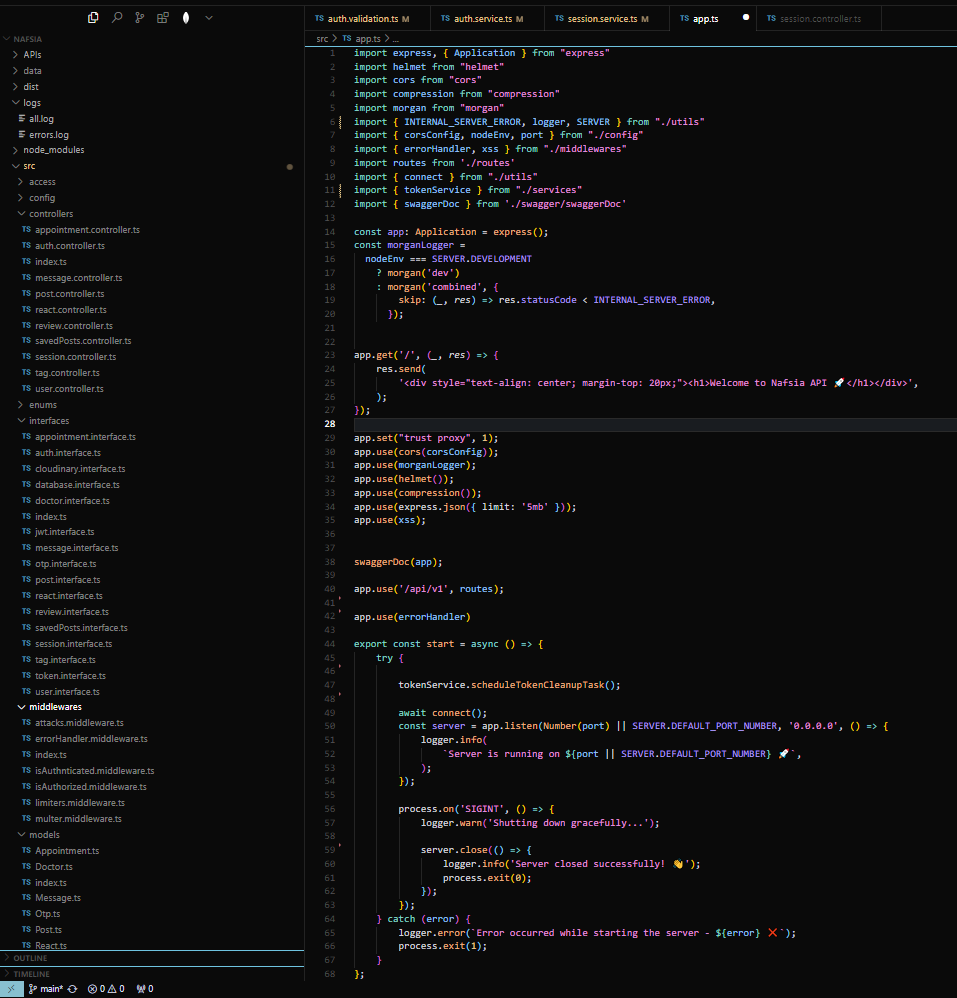 auth.validation.ts M
auth.service.ts M
session.service.ts M
app.ts
session.controller.ts
src > TS app.ts > ...
NAFSIA
APIs
data
dist
logs
all.log
errors.log
node_modules
src
access
config
controllers
TS appointment.controller.ts
TS auth.controller.ts
TS index.ts
TS message.controller.ts
TS post.controller.ts
TS react.controller.ts
TS review.controller.ts
TS savedPosts.controller.ts
TS session.controller.ts
TS tag.controller.ts
TS user.controller.ts
enums
interfaces
TS appointment.interface.ts
TS auth.interface.ts
TS cloudinary.interface.ts
TS database.interface.ts
TS doctor.interface.ts
TS index.ts
TS jwt.interface.ts
TS message.interface.ts
TS otp.interface.ts
TS post.interface.ts
TS react.interface.ts
TS review.interface.ts
TS savedPosts.interface.ts
TS session.interface.ts
TS tag.interface.ts
TS token.interface.ts
TS user.interface.ts
middlewares
TS attacks.middleware.ts
TS errorHandler.middleware.ts
TS index.ts
TS isAuthnticated.middleware.ts
TS isAuthorized.middleware.ts
TS limiters.middleware.ts
TS multer.middleware.ts
models
TS Appointment.ts
TS Doctor.ts
TS index.ts
TS Message.ts
TS Otp.ts
TS Post.ts
TS React.ts
OUTLINE
TIMELINE
1 import express, { Application } from "express"
2 import helmet from "helmet"
3 import cors from "cors"
4 import compression from "compression"
5 import morgan from "morgan"
6 import { INTERNAL_SERVER_ERROR, logger, SERVER } from "./utils"
7 import { corsConfig, nodeEnv, port } from "./config"
8 import { errorHandler, xss } from "./middlewares"
9 import routes from './routes'
10 import { connect } from "./utils"
11 import { tokenService } from "./services"
12 import { swaggerDoc } from './swagger/swaggerDoc'
13
14 const app: Application = express();
15 const morganLogger =
16 nodeEnv === SERVER.DEVELOPMENT
17 ? morgan('dev')
18 : morgan('combined', {
19 skip: (_, res) => res.statusCode < INTERNAL_SERVER_ERROR,
20 });
21
22
23 app.get('/', (_, res) => {
24 res.send(
25 '<div style="text-align: center; margin-top: 20px;"><h1>Welcome to Nafsia API 🚀</h1></div>',
26 );
27 });
28
29 app.set("trust proxy", 1);
30 app.use(cors(corsConfig));
31 app.use(morganLogger);
32 app.use(helmet());
33 app.use(compression());
34 app.use(express.json({ limit: '5mb' }));
35 app.use(xss);
36
37
38 swaggerDoc(app);
39
40 app.use('/api/v1', routes);
41
42 app.use(errorHandler)
43
44 export const start = async () => {
45 try {
46
47 tokenService.scheduleTokenCleanupTask();
48
49 await connect();
50 const server = app.listen(Number(port) || SERVER.DEFAULT_PORT_NUMBER, '0.0.0.0', () => {
51 logger.info(
52 `Server is running on ${port || SERVER.DEFAULT_PORT_NUMBER} 🚀`,
53 );
54 });
55
56 process.on('SIGINT', () => {
57 logger.warn('Shutting down gracefully...');
58
59 server.close(() => {
60 logger.info('Server closed successfully! 👋');
61 process.exit(0);
62 });
63 });
64 } catch (error) {
65 logger.error(`Error occurred while starting the server - ${error} ❌`);
66 process.exit(1);
67 }
68 };
main* 0 0 0